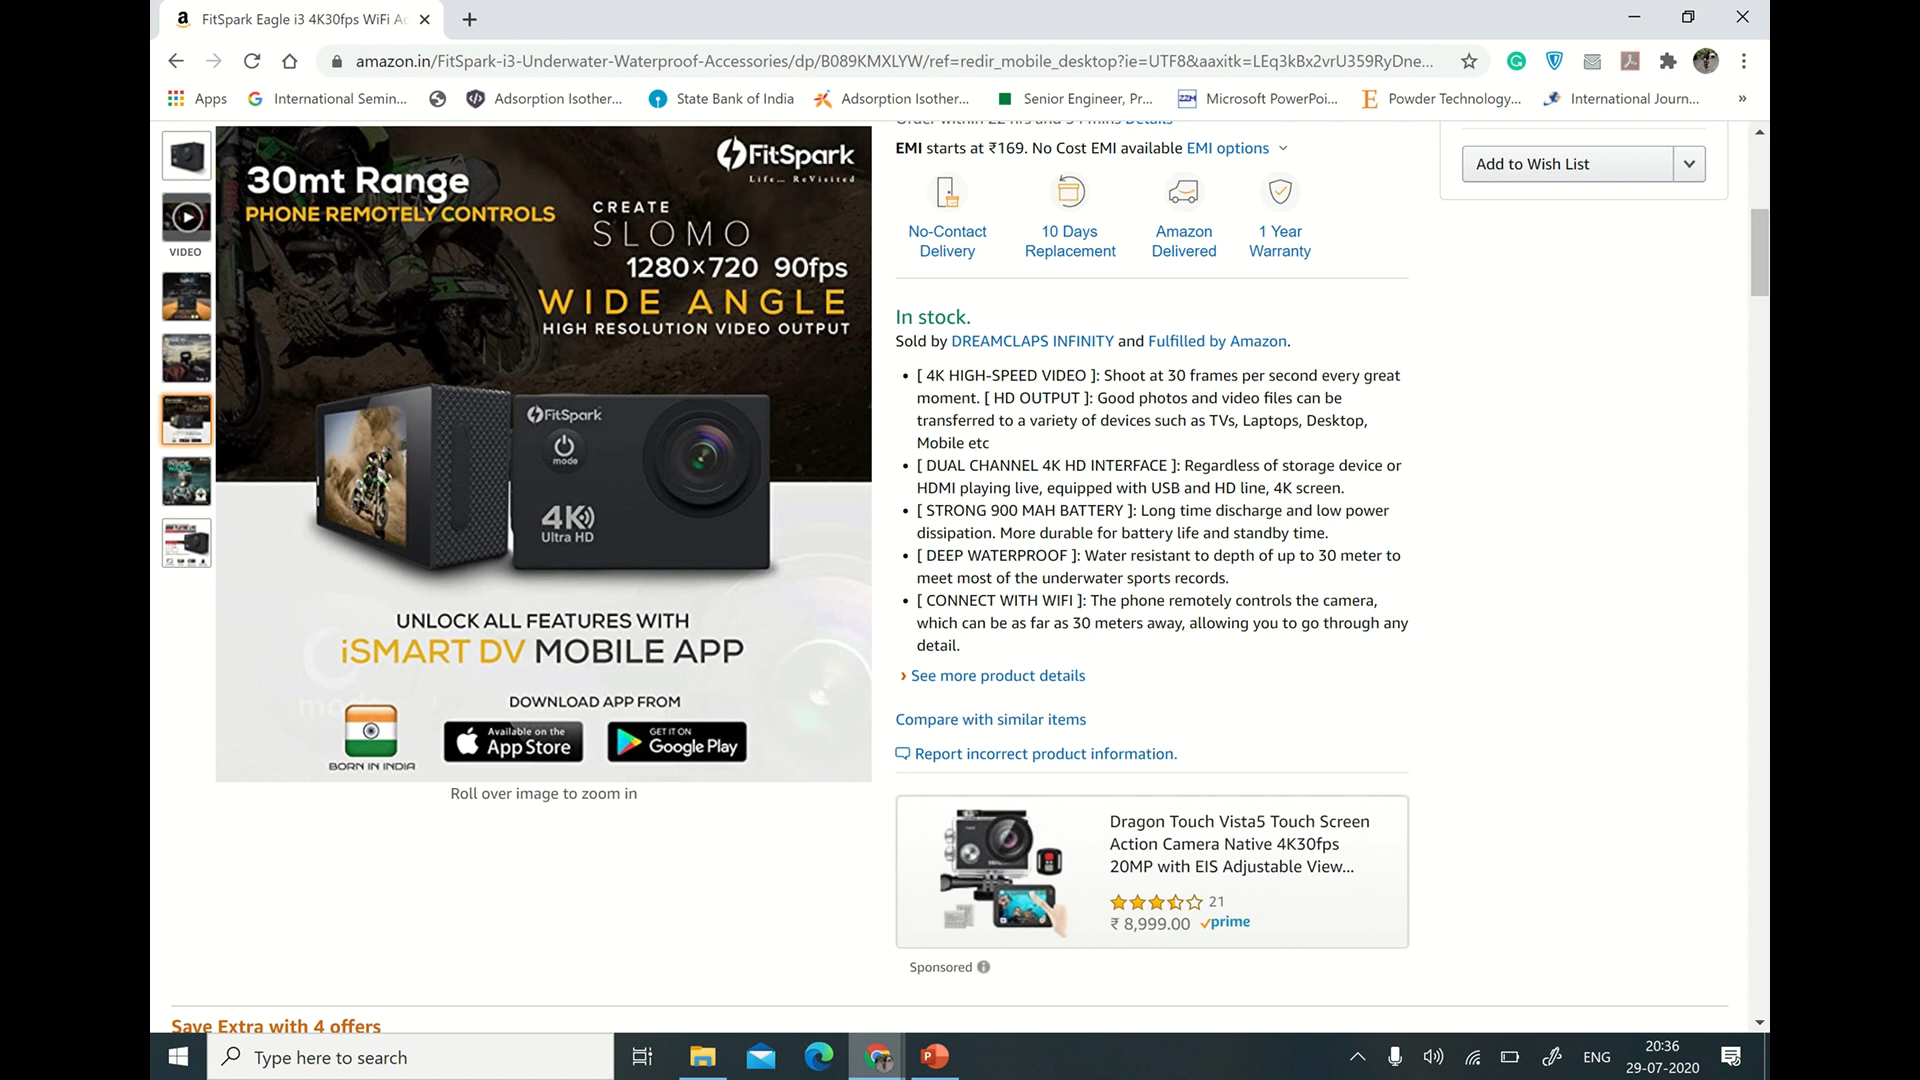 FitSpark Eagle i3 4K30fps WiFi Ac
amazon.in/FitSpark-i3-Underwater-Waterproof-Accessories/dp/B089KMXLYW/ref=redir_mobile_desktop?ie=UTF8&aaxitk=LEq3kBx2vrU359RyDne...
Apps International Semin... Adsorption Isother... State Bank of India Adsorption Isother... Senior Engineer, Pr... Microsoft PowerPoi... Powder Technology,... International Journ... »
VIDEO
FitSpark
Life... ReVisited
30mt Range
PHONE REMOTELY CONTROLS
CREATE
SLOMO
1280×720 90fps
WIDE ANGLE
HIGH RESOLUTION VIDEO OUTPUT
FitSpark
mode
4K
Ultra HD
UNLOCK ALL FEATURES WITH
iSMART DV MOBILE APP
DOWNLOAD APP FROM
BORN IN INDIA
Available on the
App Store
GET IT ON
Google Play
Roll over image to zoom in
Details
EMI starts at ₹169. No Cost EMI available EMI options
No-Contact
Delivery
10 Days
Replacement
Amazon
Delivered
1 Year
Warranty
In stock.
Sold by DREAMCLAPS INFINITY and Fulfilled by Amazon.
• [ 4K HIGH-SPEED VIDEO ]: Shoot at 30 frames per second every great
moment. [ HD OUTPUT ]: Good photos and video files can be
transferred to a variety of devices such as TVs, Laptops, Desktop,
Mobile etc
• [ DUAL CHANNEL 4K HD INTERFACE ]: Regardless of storage device or
HDMI playing live, equipped with USB and HD line, 4K screen.
• [ STRONG 900 MAH BATTERY ]: Long time discharge and low power
dissipation. More durable for battery life and standby time.
• [ DEEP WATERPROOF ]: Water resistant to depth of up to 30 meter to
meet most of the underwater sports records.
• [ CONNECT WITH WIFI ]: The phone remotely controls the camera,
which can be as far as 30 meters away, allowing you to go through any
detail.
› See more product details
Compare with similar items
Report incorrect product information.
Dragon Touch Vista5 Touch Screen
Action Camera Native 4K30fps
20MP with EIS Adjustable View...
21
₹ 8,999.00 prime
Sponsored
Add to Wish List
Save Extra with 4 offers
Type here to search
ENG
20:36
29-07-2020